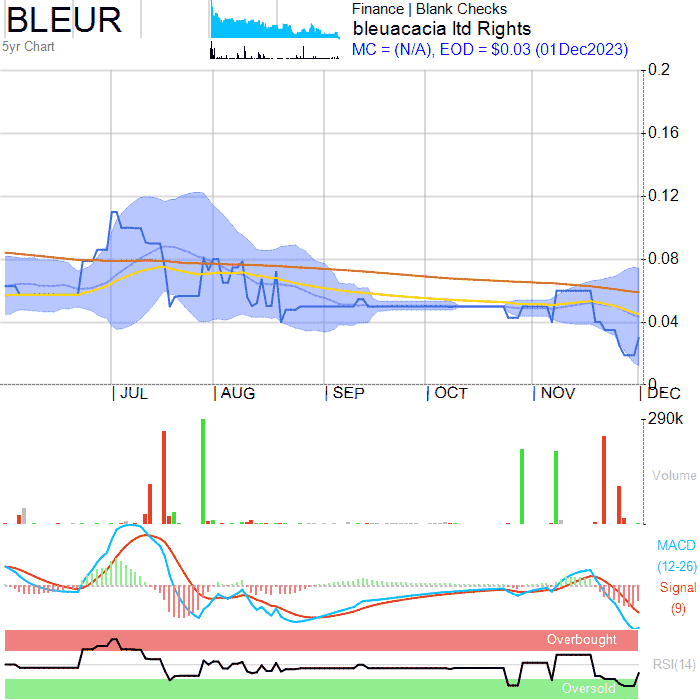 BLEUR
5yr Chart
Finance | Blank Checks
bleuacacia ltd Rights
MC = (N/A), EOD = $0.03 (01Dec2023)
0.2
0.16
0.12
0.08
0.04
0
JUL AUG SEP OCT NOV DEC
290k
Volume
MACD
(12-26)
Signal
(9)
Overbought
RSI(14)
Oversold